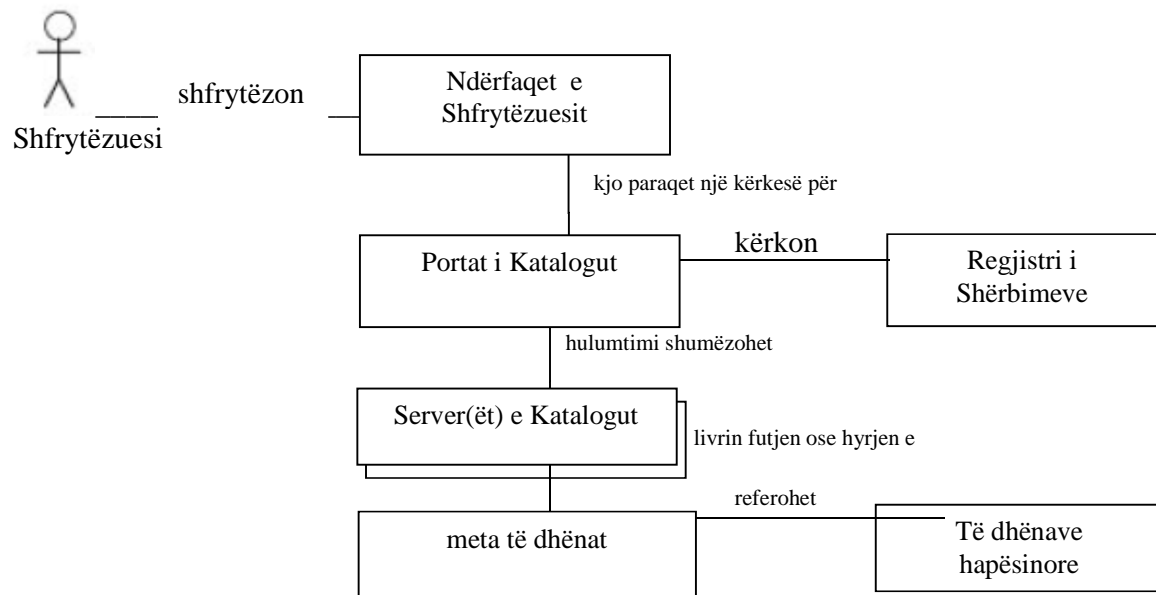 Shfrytëzuesi
shfrytëzon
Ndërfaqet e
Shfrytëzuesit
kjo paraqet një kërkesë për
Portat i Katalogut
kërkon
Regjistri i
Shërbimeve
hulumtimi shumëzohet
Server(ët) e Katalogut
livrin futjen ose hyrjen e
meta të dhënat
referohet
Të dhënave
hapësinore